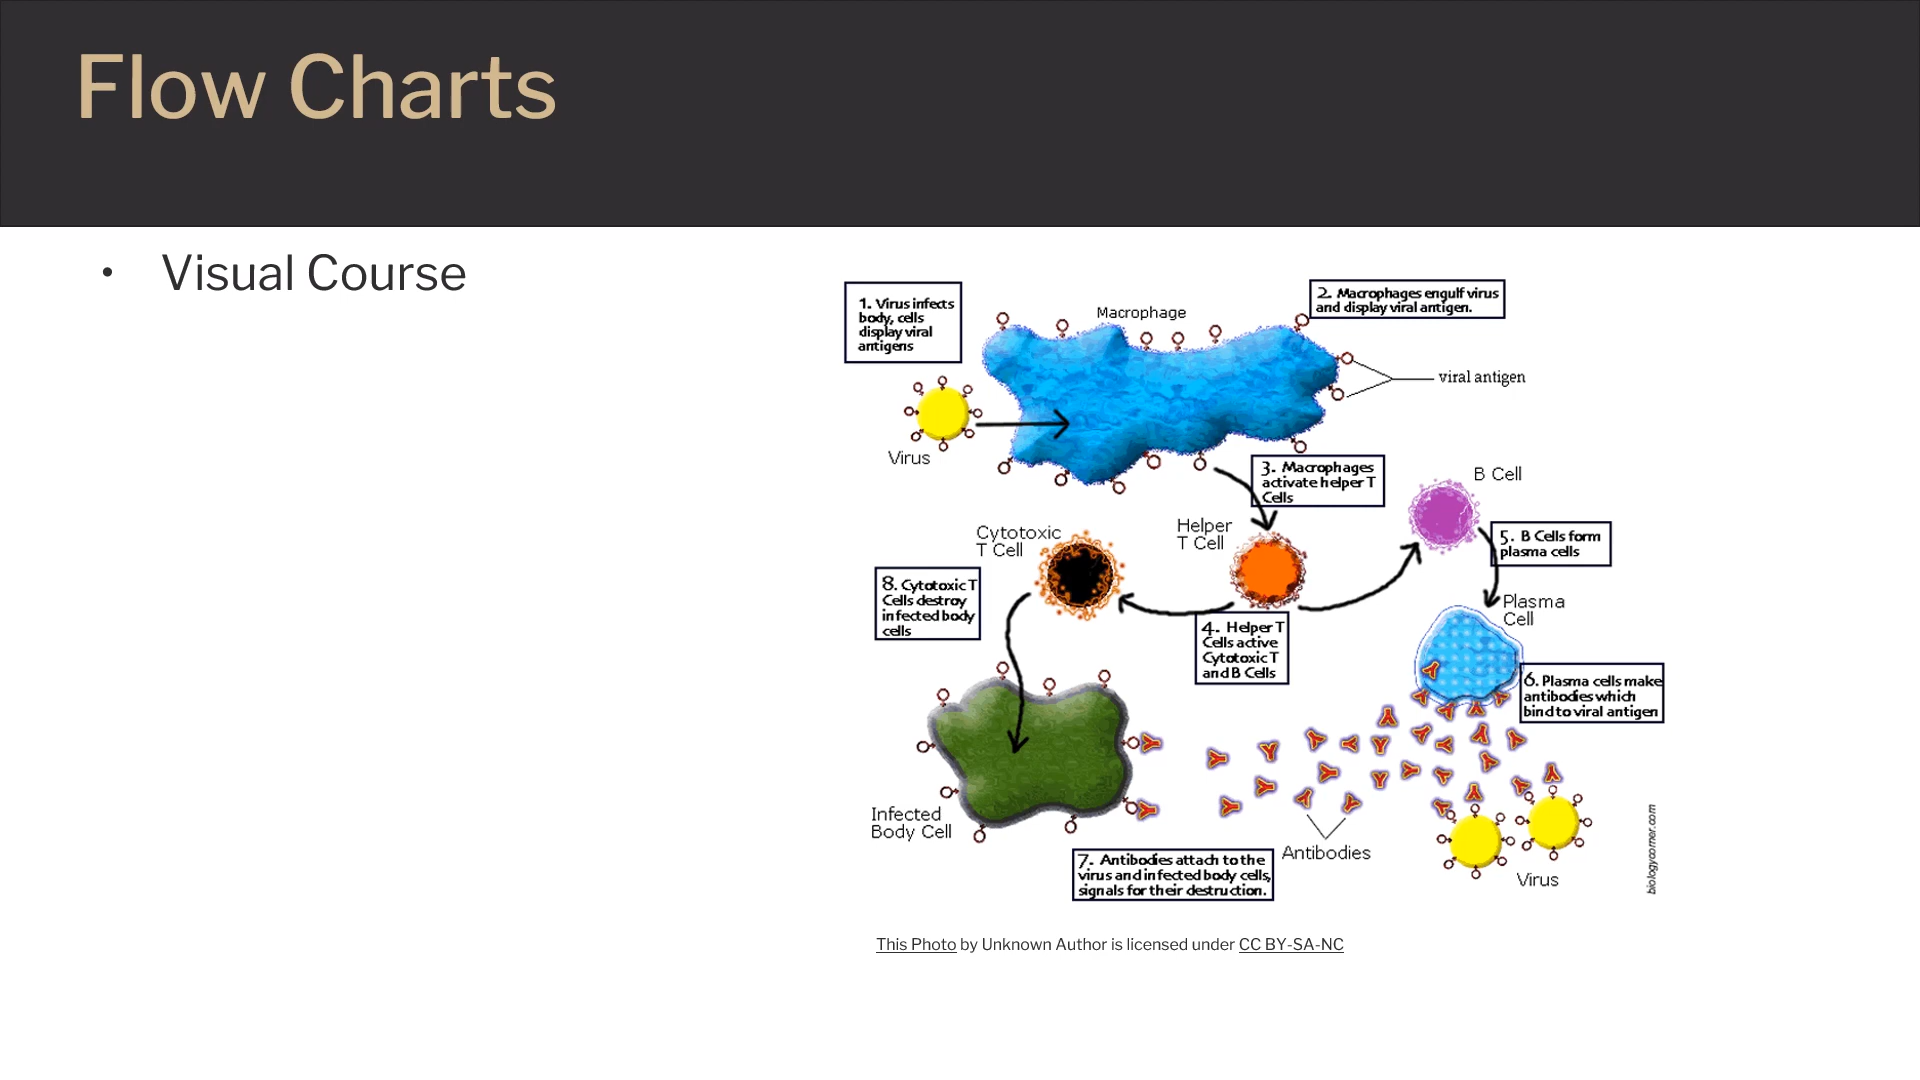 Flow Charts
• Visual Course
1. Virus infects
body, cells
display viral
antigens
Macrophage
2. Macrophages engulf virus
and display viral antigen.
viral antigen
Virus
3. Macrophages
activate helper T
Cells
B Cell
Cytotoxic
T Cell
Helper
T Cell
5. B Cells form
plasma cells
8. Cytotoxic T
Cells destroy
infected body
cells
4. Helper T
Cells active
Cytotoxic T
and B Cells
Plasma
Cell
6. Plasma cells make
antibodies which
bind to viral antigen
Infected
Body Cell
7. Antibodies attach to the
virus and infected body cells,
signals for their destruction.
Antibodies
Virus
biologycorner.com
This Photo by Unknown Author is licensed under CC BY-SA-NC